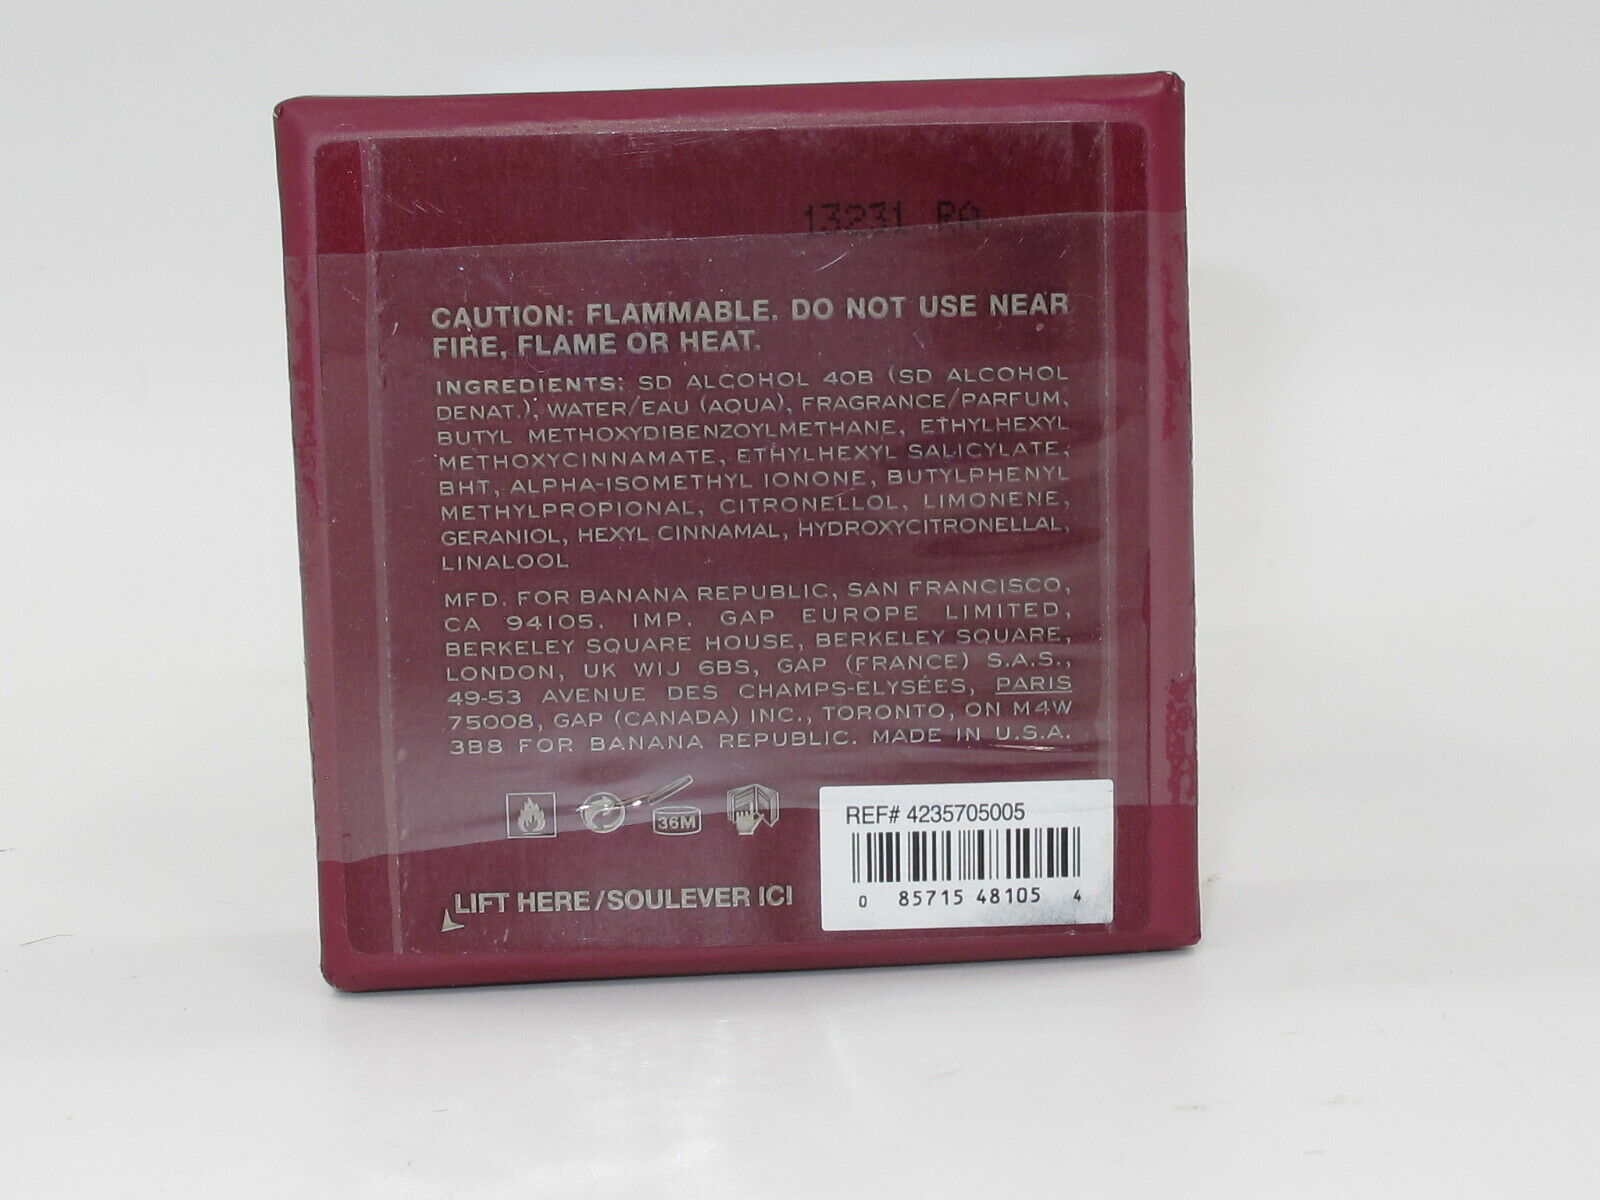 13231 RA
CAUTION: FLAMMABLE. DO NOT USE NEAR
FIRE, FLAME OR HEAT.
INGREDIENTS: SD ALCOHOL 40B (SD ALCOHOL
DENAT.), WATER/EAU (AQUA), FRAGRANCE/PARFUM,
BUTYL METHOXYDIBENZOYLMETHANE, ETHYLHEXYL
METHOXYCINNAMATE, ETHYLHEXYL SALICYLATE,
BHT, ALPHA-ISOMETHYL IONONE, BUTYLPHENYL
METHYLPROPIONAL, CITRONELLOL, LIMONENE,
GERANIOL, HEXYL CINNAMAL, HYDROXYCITRONELLAL,
LINALOOL
MFD. FOR BANANA REPUBLIC, SAN FRANCISCO,
CA 94105. IMP. GAP EUROPE LIMITED,
BERKELEY SQUARE HOUSE, BERKELEY SQUARE,
LONDON, UK W1J 6BS, GAP (FRANCE) S.A.S.,
49-53 AVENUE DES CHAMPS-ELYSÉES, PARIS
75008, GAP (CANADA) INC., TORONTO, ON M4W
3B8 FOR BANANA REPUBLIC. MADE IN U.S.A.
36M
LIFT HERE/SOULEVER ICI
REF# 4235705005
0 85715 48105 4